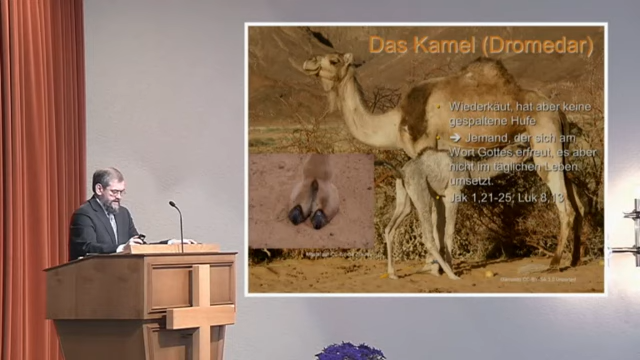 Das Kamel (Dromedar)
Wiederkaut, hat aber keine
gespaltene Hufe
➔ Jemand, der sich am
Wort Gottes erfreut, es aber
nicht im täglichen Leben
umsetzt.
Jak 1,21-25; Luk 8,13